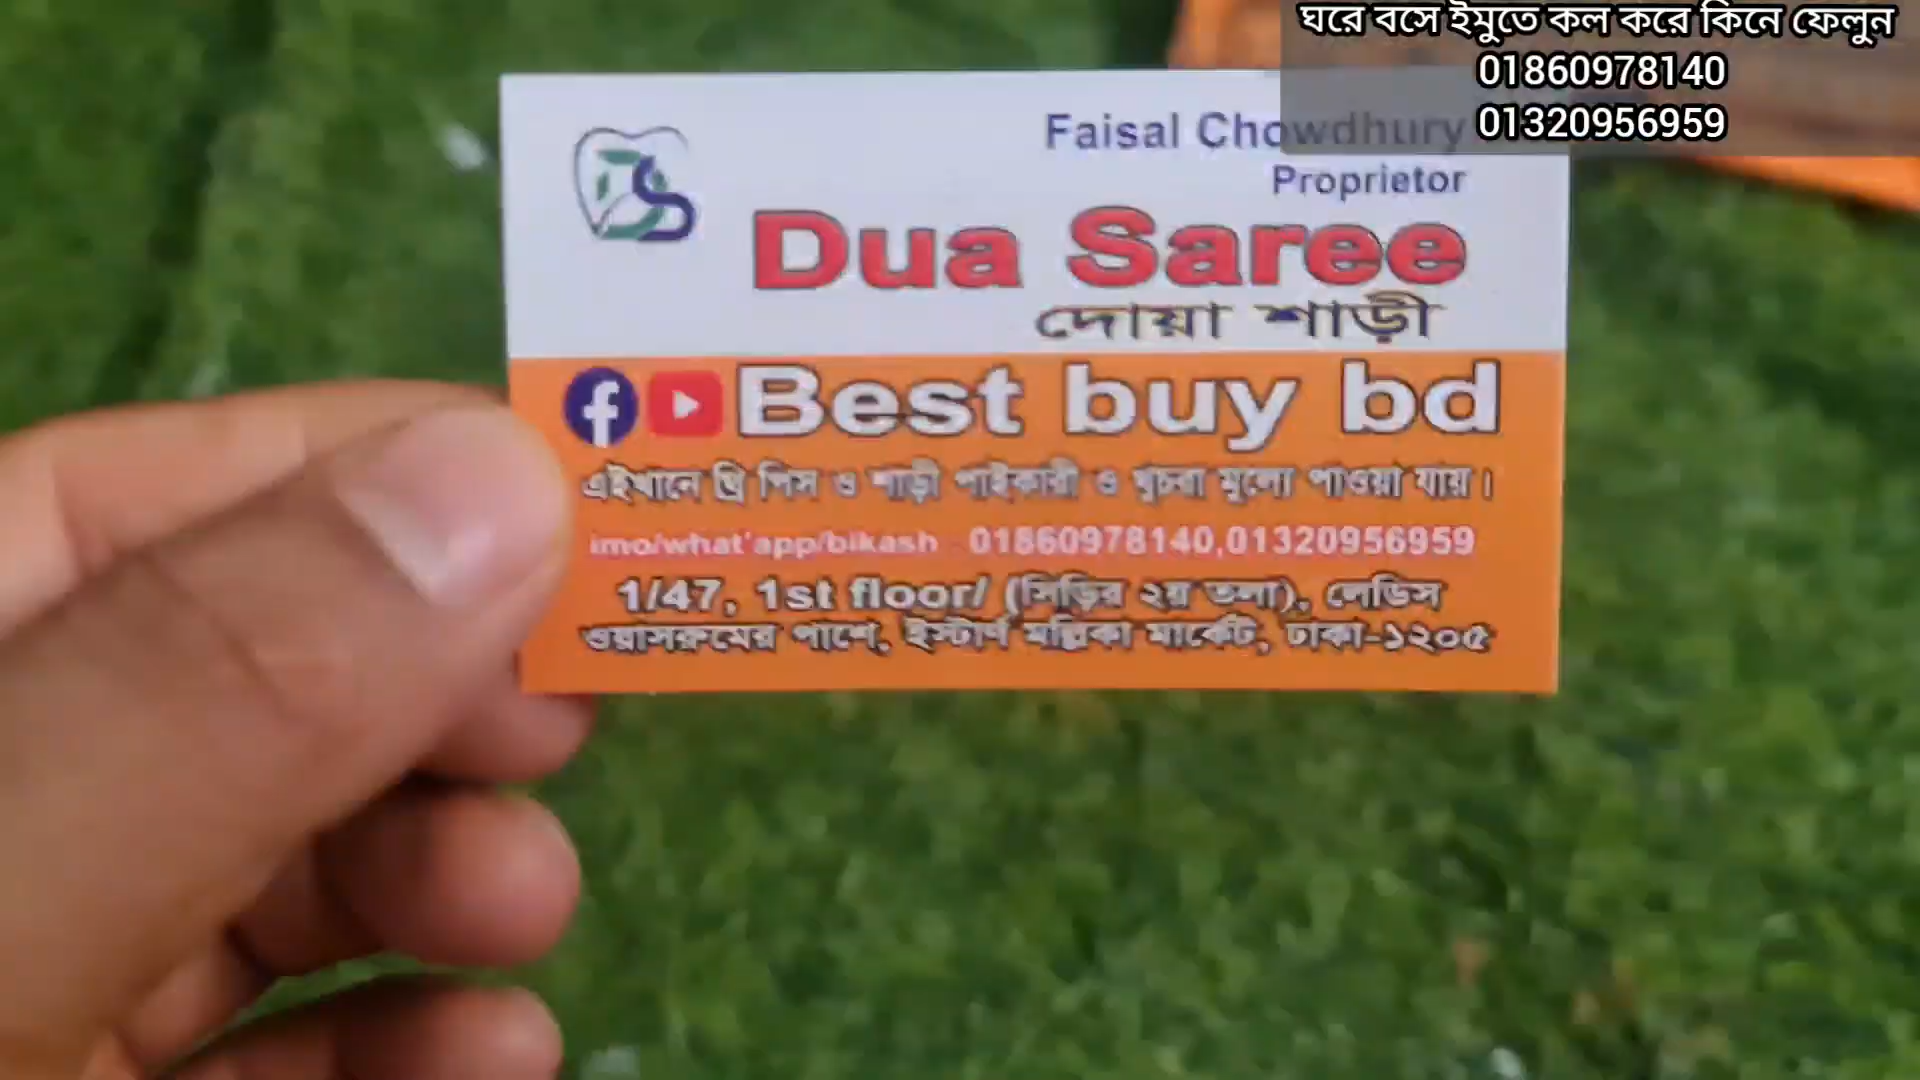 ঘরে বসে ইমুতে কল করে কিনে ফেলুন
01860978140
01320956959
Faisal Chowdhury
Proprietor
DS
Dua Saree
দোয়া শাড়ী
Best buy bd
এইখানে থ্রি পিস ও শাড়ী পাইকারী ও খুচরা মূল্যে পাওয়া যায়।
imo/what'app/bikash 01860978140,01320956959
1/47, 1st floor/ (সিড়ির ২য় তলা), লেডিস
ওয়াসরুমের পাশে, ইস্টার্ণ মল্লিকা মার্কেট, ঢাকা-১২০৫